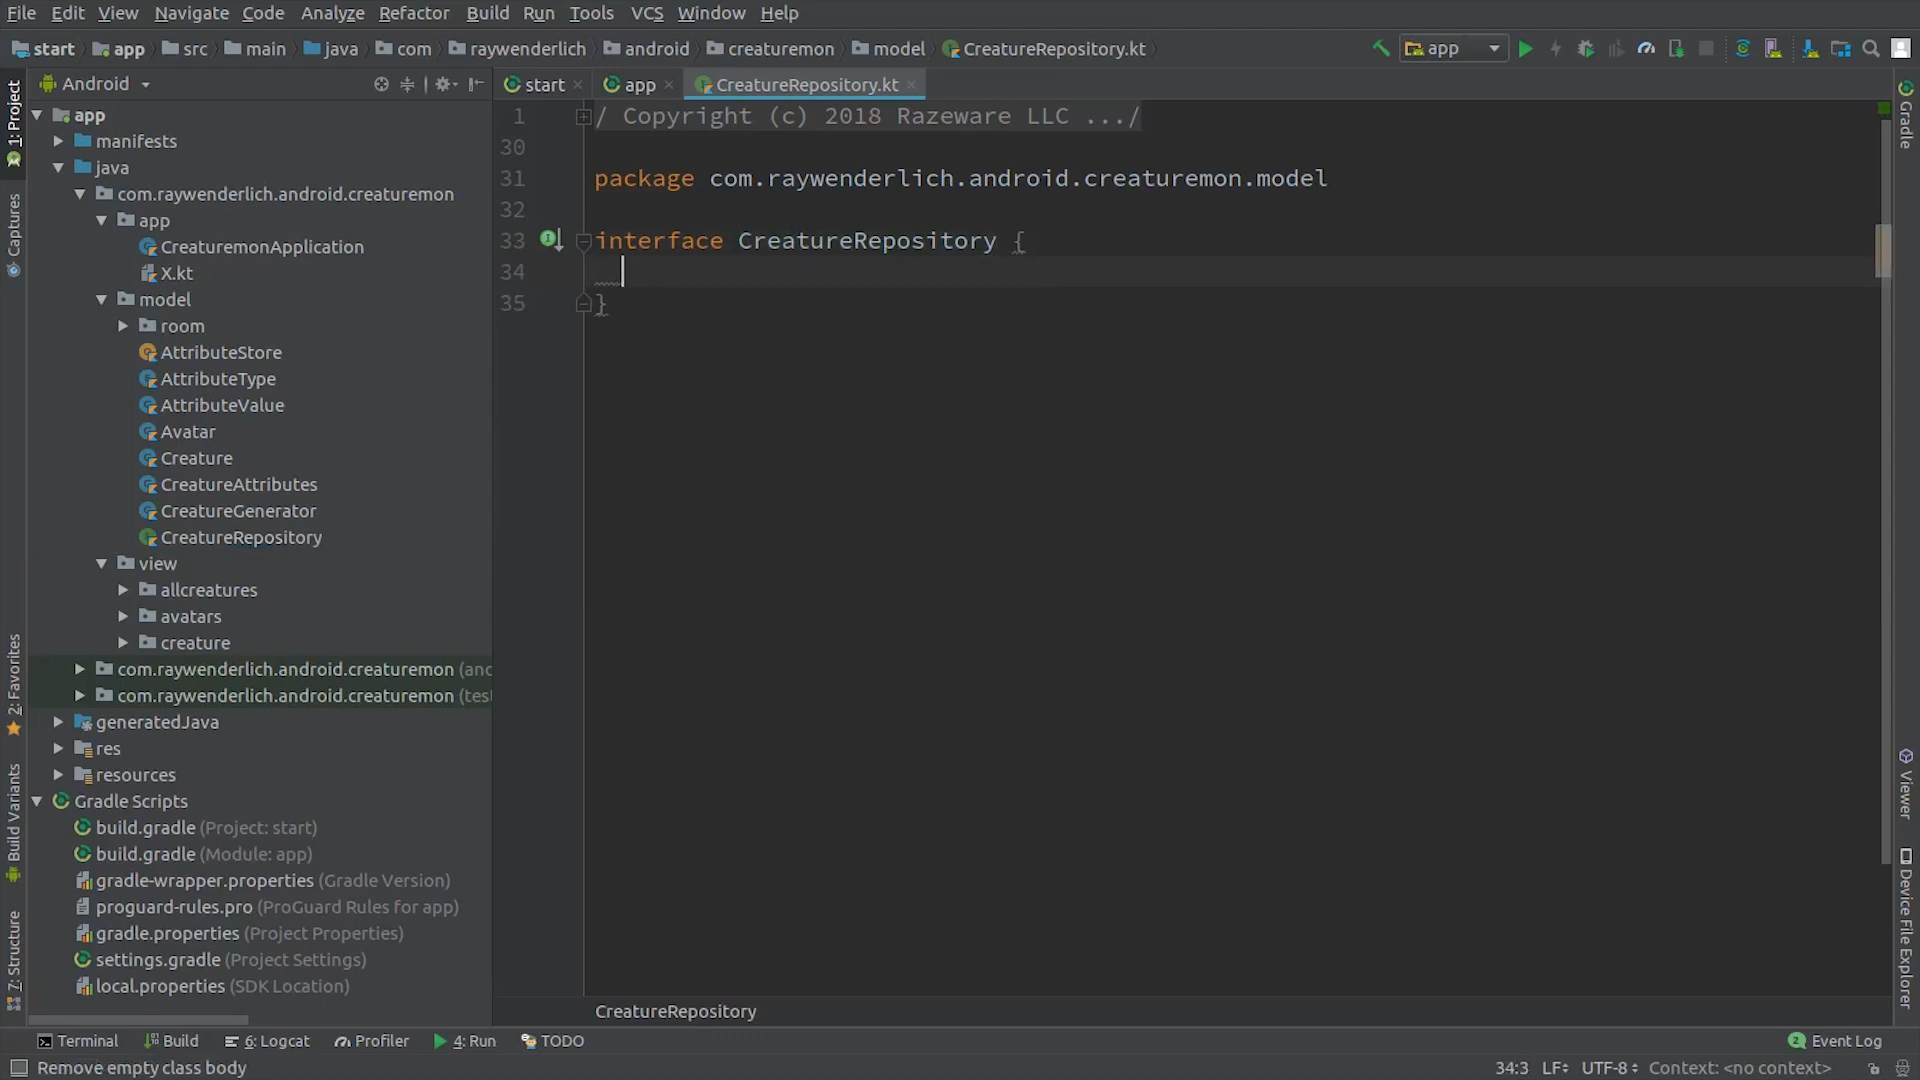 File Edit View Navigate Code Analyze Refactor Build Run Tools VCS Window Help
start app src main java com raywenderlich android creaturemon model CreatureRepository.kt app
Android start app CreatureRepository.kt
1: Project
Captures
2: Favorites
Build Variants
7: Structure
app
manifests
java
com.raywenderlich.android.creaturemon
app
CreaturemonApplication
X.kt
model
room
AttributeStore
AttributeType
AttributeValue
Avatar
Creature
CreatureAttributes
CreatureGenerator
CreatureRepository
view
allcreatures
avatars
creature
com.raywenderlich.android.creaturemon (and
com.raywenderlich.android.creaturemon (test
generatedJava
res
resources
Gradle Scripts
build.gradle (Project: start)
build.gradle (Module: app)
gradle-wrapper.properties (Gradle Version)
proguard-rules.pro (ProGuard Rules for app)
gradle.properties (Project Properties)
settings.gradle (Project Settings)
local.properties (SDK Location)
1 / Copyright (c) 2018 Razeware LLC .../
30
31 package com.raywenderlich.android.creaturemon.model
32
33 interface CreatureRepository {
34
35 }
CreatureRepository
Gradle
Viewer
Device File Explorer
Terminal Build 6: Logcat Profiler 4: Run TODO 2 Event Log
Remove empty class body 34:3 LF UTF-8 Context: <no context>